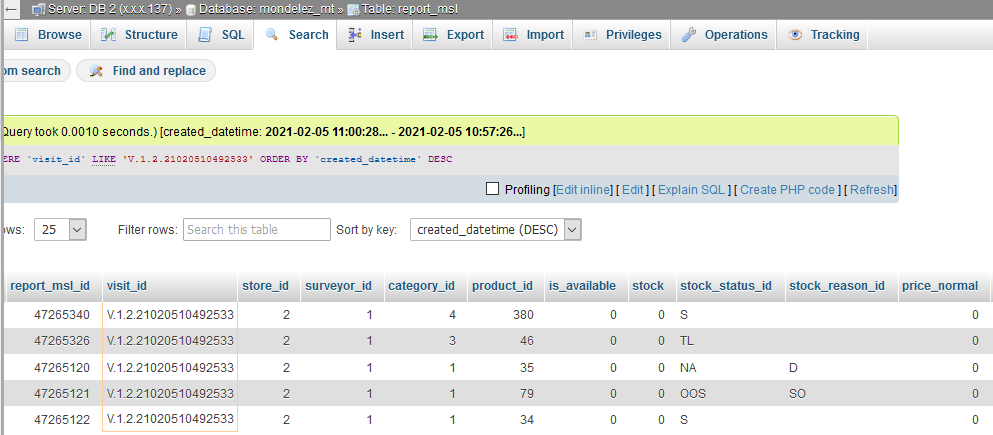 Server: DB 2 (x.x.x.137) » Database: mondelez_mt » Table: report_msl
Browse Structure SQL Search Insert Export Import Privileges Operations Tracking
om search Find and replace
Query took 0.0010 seconds.) [created_datetime: 2021-02-05 11:00:28... - 2021-02-05 10:57:26...]
ERE `visit_id` LIKE 'V.1.2.21020510492533' ORDER BY `created_datetime` DESC
Profiling [Edit inline] [ Edit ] [ Explain SQL ] [ Create PHP code ] [ Refresh]
ows: 25 Filter rows: Search this table Sort by key: created_datetime (DESC)
report_msl_id visit_id store_id surveyor_id category_id product_id is_available stock stock_status_id stock_reason_id price_normal
47265340 V.1.2.21020510492533 2 1 4 380 0 0 S 0
47265326 V.1.2.21020510492533 2 1 3 46 0 0 TL 0
47265120 V.1.2.21020510492533 2 1 1 35 0 0 NA D 0
47265121 V.1.2.21020510492533 2 1 1 79 0 0 OOS SO 0
47265122 V.1.2.21020510492533 2 1 1 34 0 0 S 0